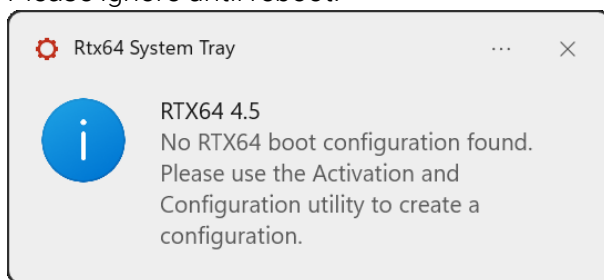 Please ignore until reboot.
Rtx64 System Tray
RTX64 4.5
No RTX64 boot configuration found.
Please use the Activation and
Configuration utility to create a
configuration.